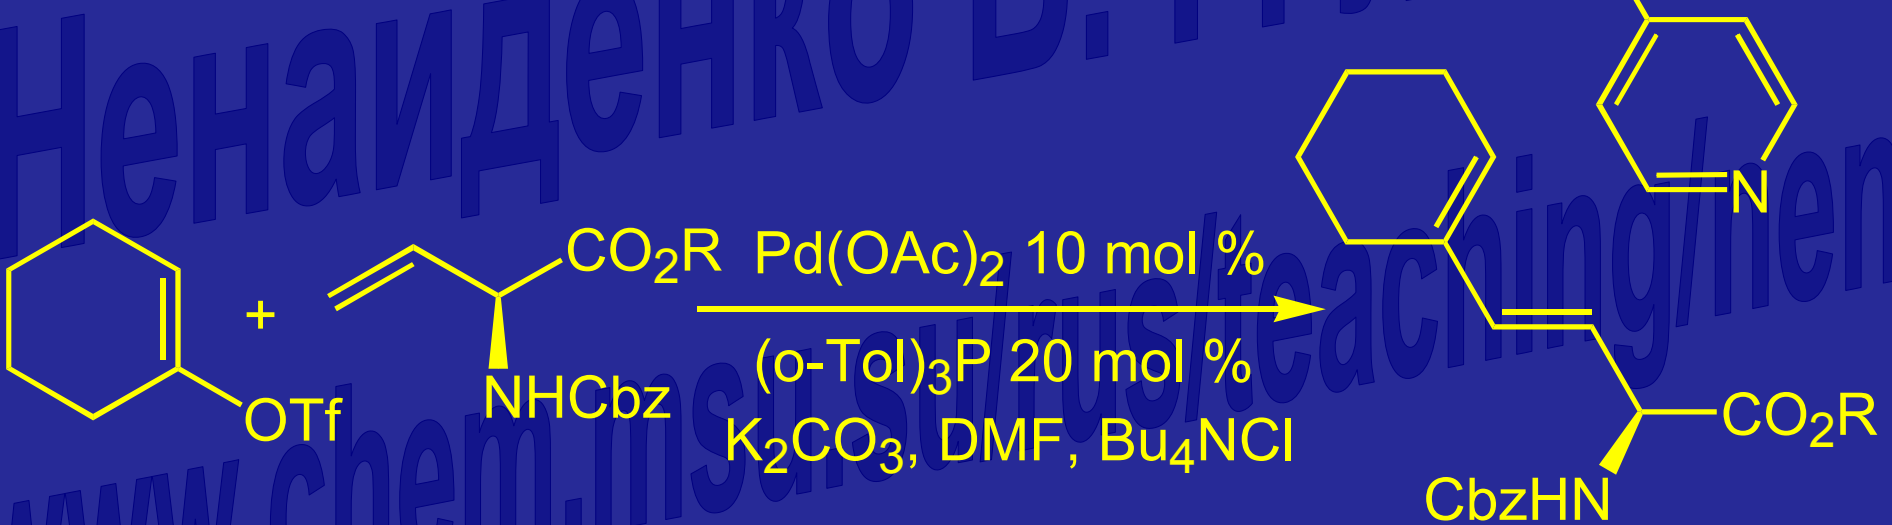 Ненайденко В. Г.
N
CO₂R
Pd(OAc)₂ 10 mol %
+
(o-Tol)₃P 20 mol %
NHCbz
OTf
K₂CO₃, DMF, Bu₄NCl
CO₂R
CbzHN
www.chem.msu.su/rus/teaching/nen